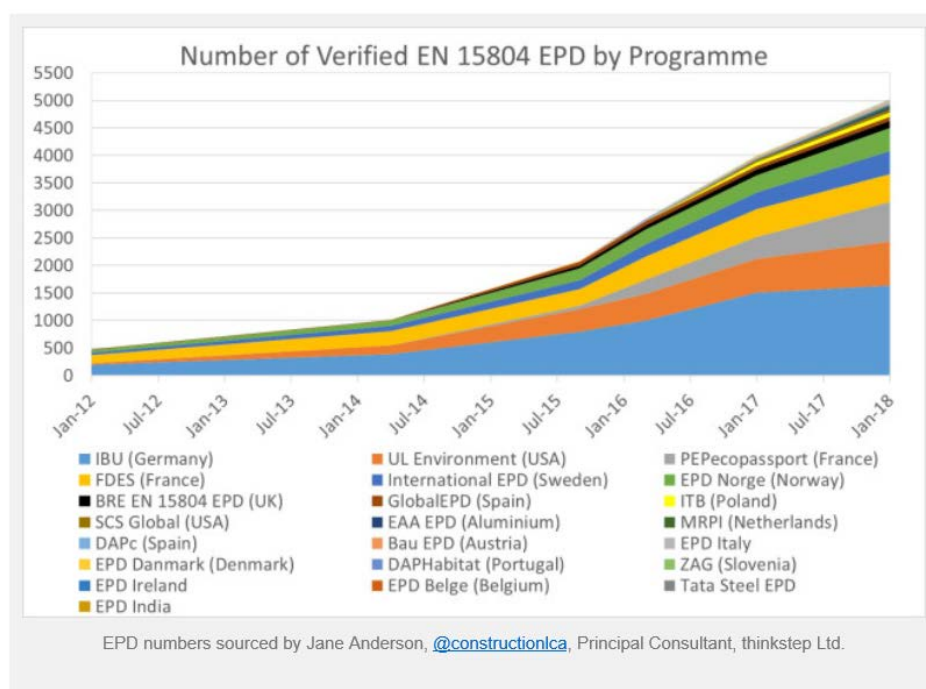 Number of Verified EN 15804 EPD by Programme
5500
5000
4500
4000
3500
3000
2500
2000
1500
1000
500
0
Jan-12 Jul-12 Jan-13 Jul-13 Jan-14 Jul-14 Jan-15 Jul-15 Jan-16 Jul-16 Jan-17 Jul-17 Jan-18
IBU (Germany) UL Environment (USA) PEPecopassport (France)
FDES (France) International EPD (Sweden) EPD Norge (Norway)
BRE EN 15804 EPD (UK) GlobalEPD (Spain) ITB (Poland)
SCS Global (USA) EAA EPD (Aluminium) MRPI (Netherlands)
DAPc (Spain) Bau EPD (Austria) EPD Italy
EPD Danmark (Denmark) DAPHabitat (Portugal) ZAG (Slovenia)
EPD Ireland EPD Belge (Belgium) Tata Steel EPD
EPD India
EPD numbers sourced by Jane Anderson, @constructionlca, Principal Consultant, thinkstep Ltd.